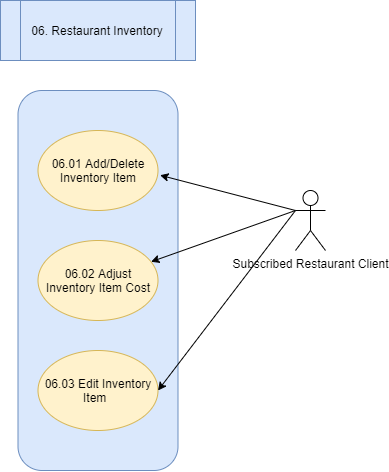 06. Restaurant Inventory
06.01 Add/Delete
Inventory Item
06.02 Adjust
Inventory Item Cost
Subscribed Restaurant Client
06.03 Edit Inventory
Item